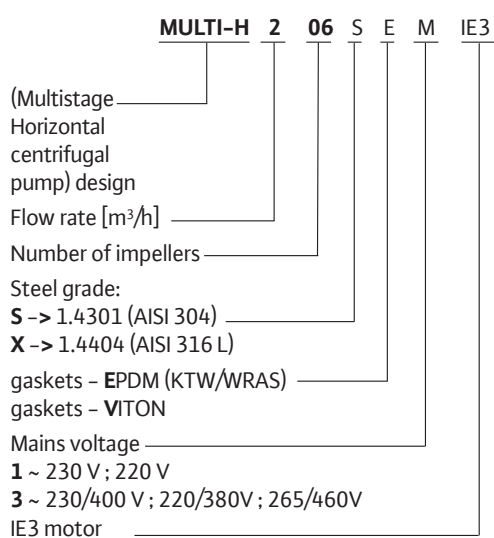 MULTI-H 2 06 S E M IE3
(Multistage
Horizontal
centrifugal
pump) design
Flow rate [m³/h]
Number of impellers
Steel grade:
S –> 1.4301 (AISI 304)
X –> 1.4404 (AISI 316 L)
gaskets – EPDM (KTW/WRAS)
gaskets – VITON
Mains voltage
1 ~ 230 V ; 220 V
3 ~ 230/400 V ; 220/380V ; 265/460V
IE3 motor